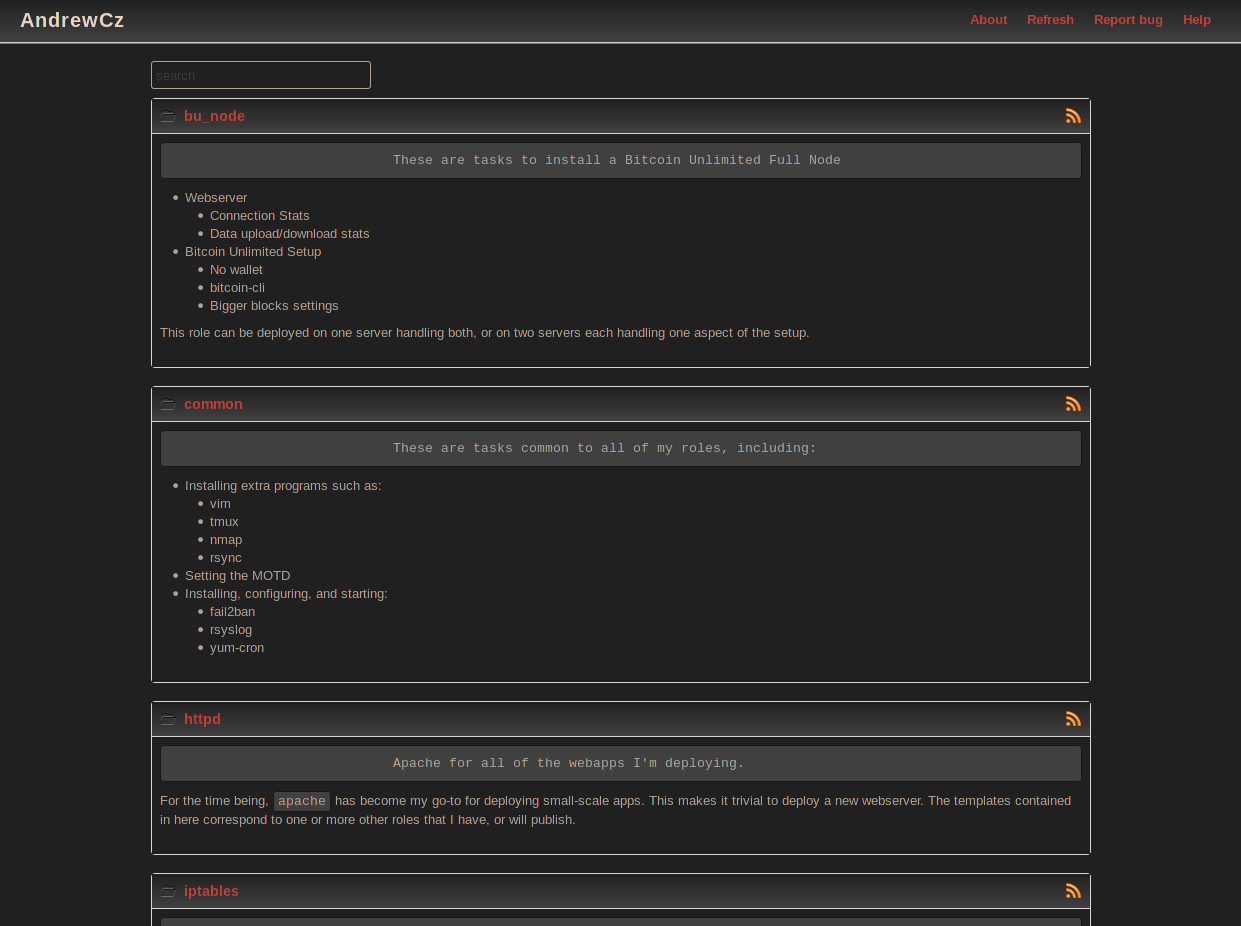 AndrewCz
About Refresh Report bug Help
search
bu_node
These are tasks to install a Bitcoin Unlimited Full Node
Webserver
Connection Stats
Data upload/download stats
Bitcoin Unlimited Setup
No wallet
bitcoin-cli
Bigger blocks settings
This role can be deployed on one server handling both, or on two servers each handling one aspect of the setup.
common
These are tasks common to all of my roles, including:
Installing extra programs such as:
vim
tmux
nmap
rsync
Setting the MOTD
Installing, configuring, and starting:
fail2ban
rsyslog
yum-cron
httpd
Apache for all of the webapps I'm deploying.
For the time being, apache has become my go-to for deploying small-scale apps. This makes it trivial to deploy a new webserver. The templates contained
in here correspond to one or more other roles that I have, or will publish.
iptables